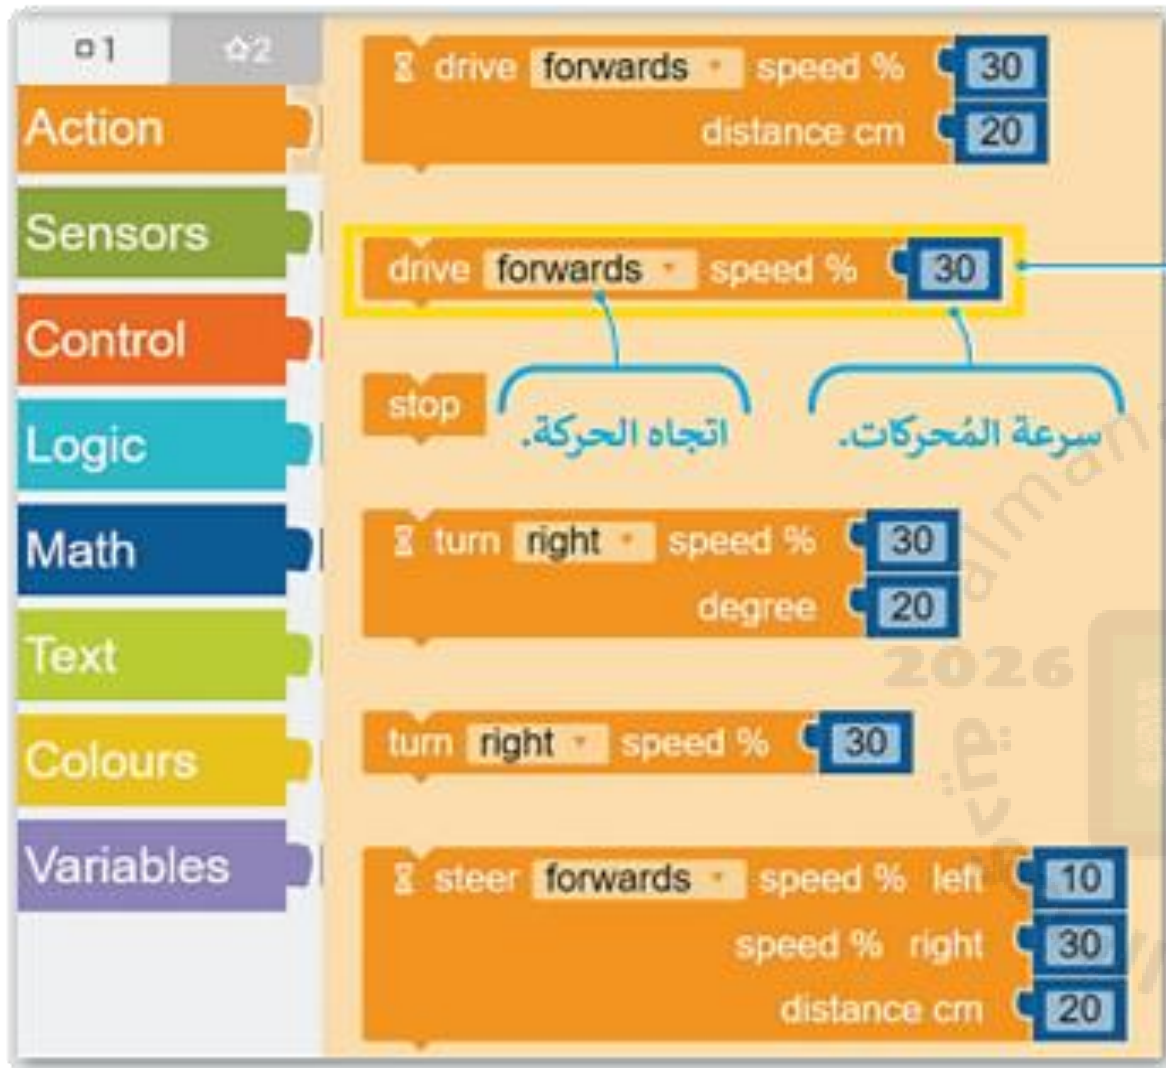 1 2
Action
Sensors
Control
Logic
Math
Text
Colours
Variables
drive forwards speed % 30
distance cm 20
drive forwards speed % 30
stop
اتجاه الحركة.
سرعة المُحركات.
turn right speed % 30
degree 20
turn right speed % 30
steer forwards speed % left 10
speed % right 30
distance cm 20
2026